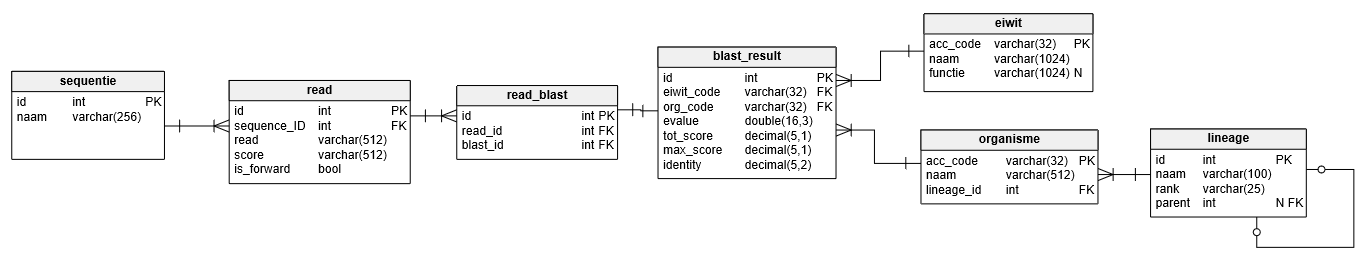 sequentie
id int PK
naam varchar(256)
read
id int PK
sequence_ID int FK
read varchar(512)
score varchar(512)
is_forward bool
read_blast
id int PK
read_id int FK
blast_id int FK
blast_result
id int PK
eiwit_code varchar(32) FK
org_code varchar(32) FK
evalue double(16,3)
tot_score decimal(5,1)
max_score decimal(5,1)
identity decimal(5,2)
eiwit
acc_code varchar(32) PK
naam varchar(1024)
functie varchar(1024) N
organisme
acc_code varchar(32) PK
naam varchar(512)
lineage_id int FK
lineage
id int PK
naam varchar(100)
rank varchar(25)
parent int N FK